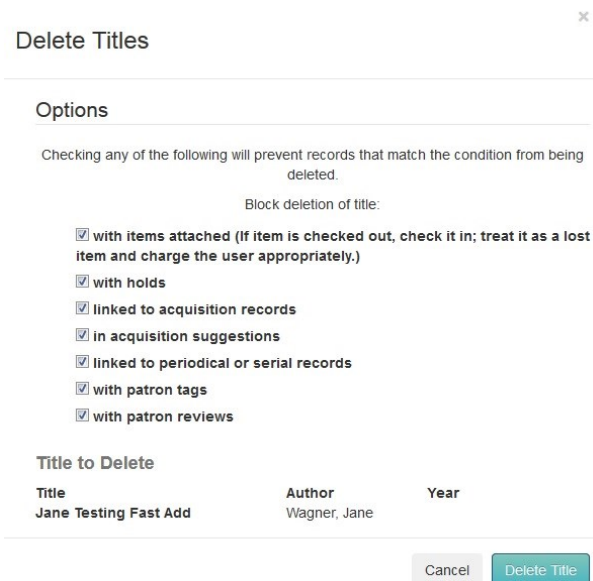 ×
Delete Titles
Options
Checking any of the following will prevent records that match the condition from being
deleted.
Block deletion of title:
with items attached (If item is checked out, check it in; treat it as a lost
item and charge the user appropriately.)
with holds
linked to acquisition records
in acquisition suggestions
linked to periodical or serial records
with patron tags
with patron reviews
Title to Delete
Title Author Year
Jane Testing Fast Add Wagner, Jane
Cancel Delete Title